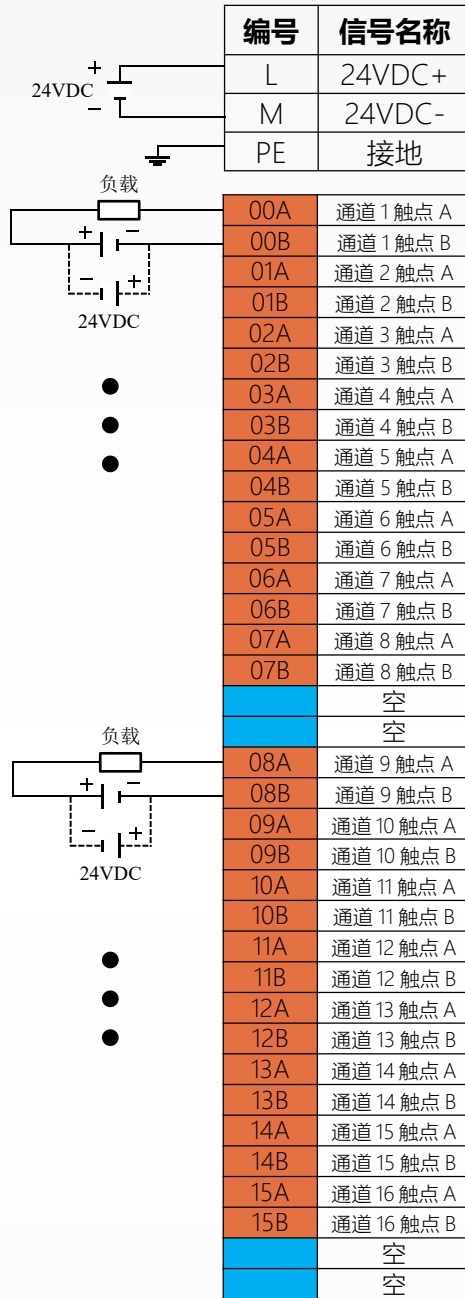 编号 信号名称
L 24VDC+
M 24VDC-
PE 接地
+
24VDC
−
负载
+ −
− +
24VDC
00A 通道 1 触点 A
00B 通道 1 触点 B
01A 通道 2 触点 A
01B 通道 2 触点 B
02A 通道 3 触点 A
02B 通道 3 触点 B
03A 通道 4 触点 A
03B 通道 4 触点 B
04A 通道 5 触点 A
04B 通道 5 触点 B
05A 通道 6 触点 A
05B 通道 6 触点 B
06A 通道 7 触点 A
06B 通道 7 触点 B
07A 通道 8 触点 A
07B 通道 8 触点 B
空
空
负载
+ −
− +
24VDC
08A 通道 9 触点 A
08B 通道 9 触点 B
09A 通道 10 触点 A
09B 通道 10 触点 B
10A 通道 11 触点 A
10B 通道 11 触点 B
11A 通道 12 触点 A
11B 通道 12 触点 B
12A 通道 13 触点 A
12B 通道 13 触点 B
13A 通道 14 触点 A
13B 通道 14 触点 B
14A 通道 15 触点 A
14B 通道 15 触点 B
15A 通道 16 触点 A
15B 通道 16 触点 B
空
空